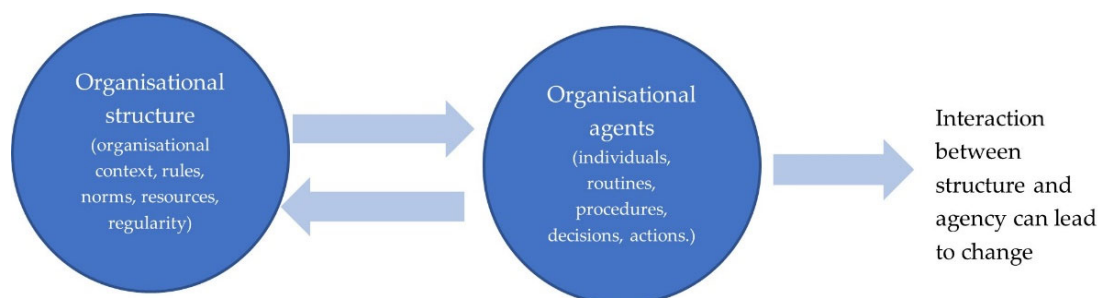 Organisational
structure
(organisational
context, rules,
norms, resources,
regularity)
Organisational
agents
(individuals,
routines,
procedures,
decisions, actions.)
Interaction
between
structure and
agency can lead
to change